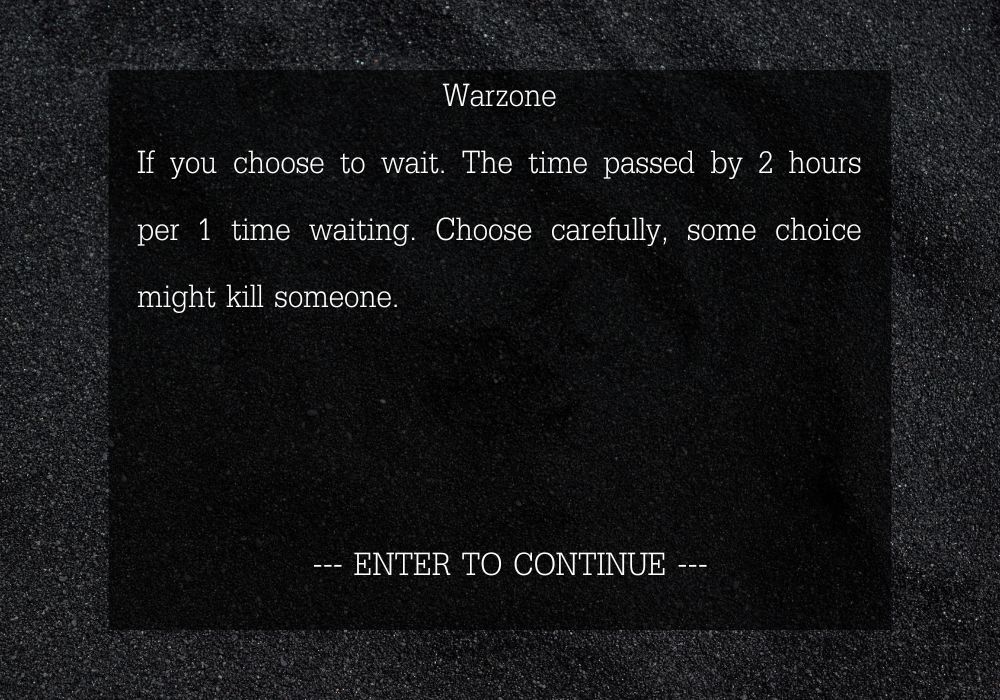 Warzone
If you choose to wait. The time passed by 2 hours
per 1 time waiting. Choose carefully, some choice
might kill someone.
--- ENTER TO CONTINUE ---